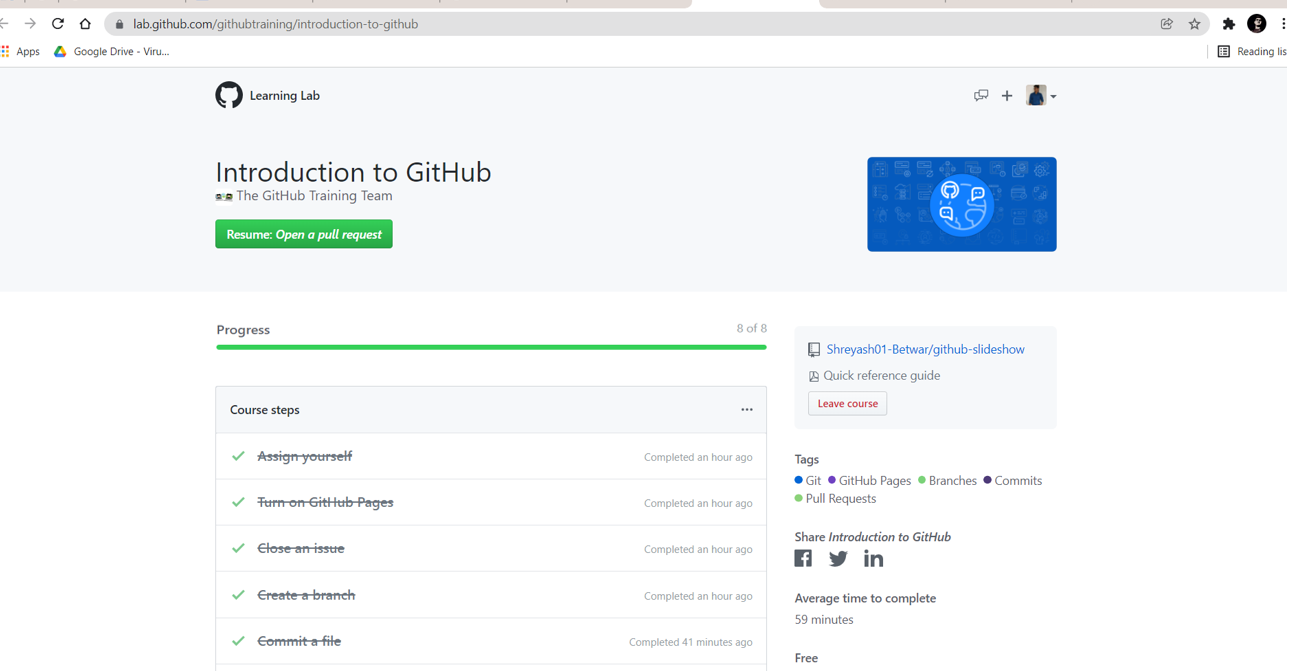 lab.github.com/githubtraining/introduction-to-github
Apps
Google Drive - Viru...
Reading lis
Learning Lab
Introduction to GitHub
The GitHub Training Team
Resume: Open a pull request
Progress
8 of 8
Shreyash01-Betwar/github-slideshow
Quick reference guide
Leave course
Course steps
Assign yourself
Completed an hour ago
Turn on GitHub Pages
Completed an hour ago
Close an issue
Completed an hour ago
Create a branch
Completed an hour ago
Commit a file
Completed 41 minutes ago
Tags
Git GitHub Pages Branches Commits
Pull Requests
Share Introduction to GitHub
Average time to complete
59 minutes
Free